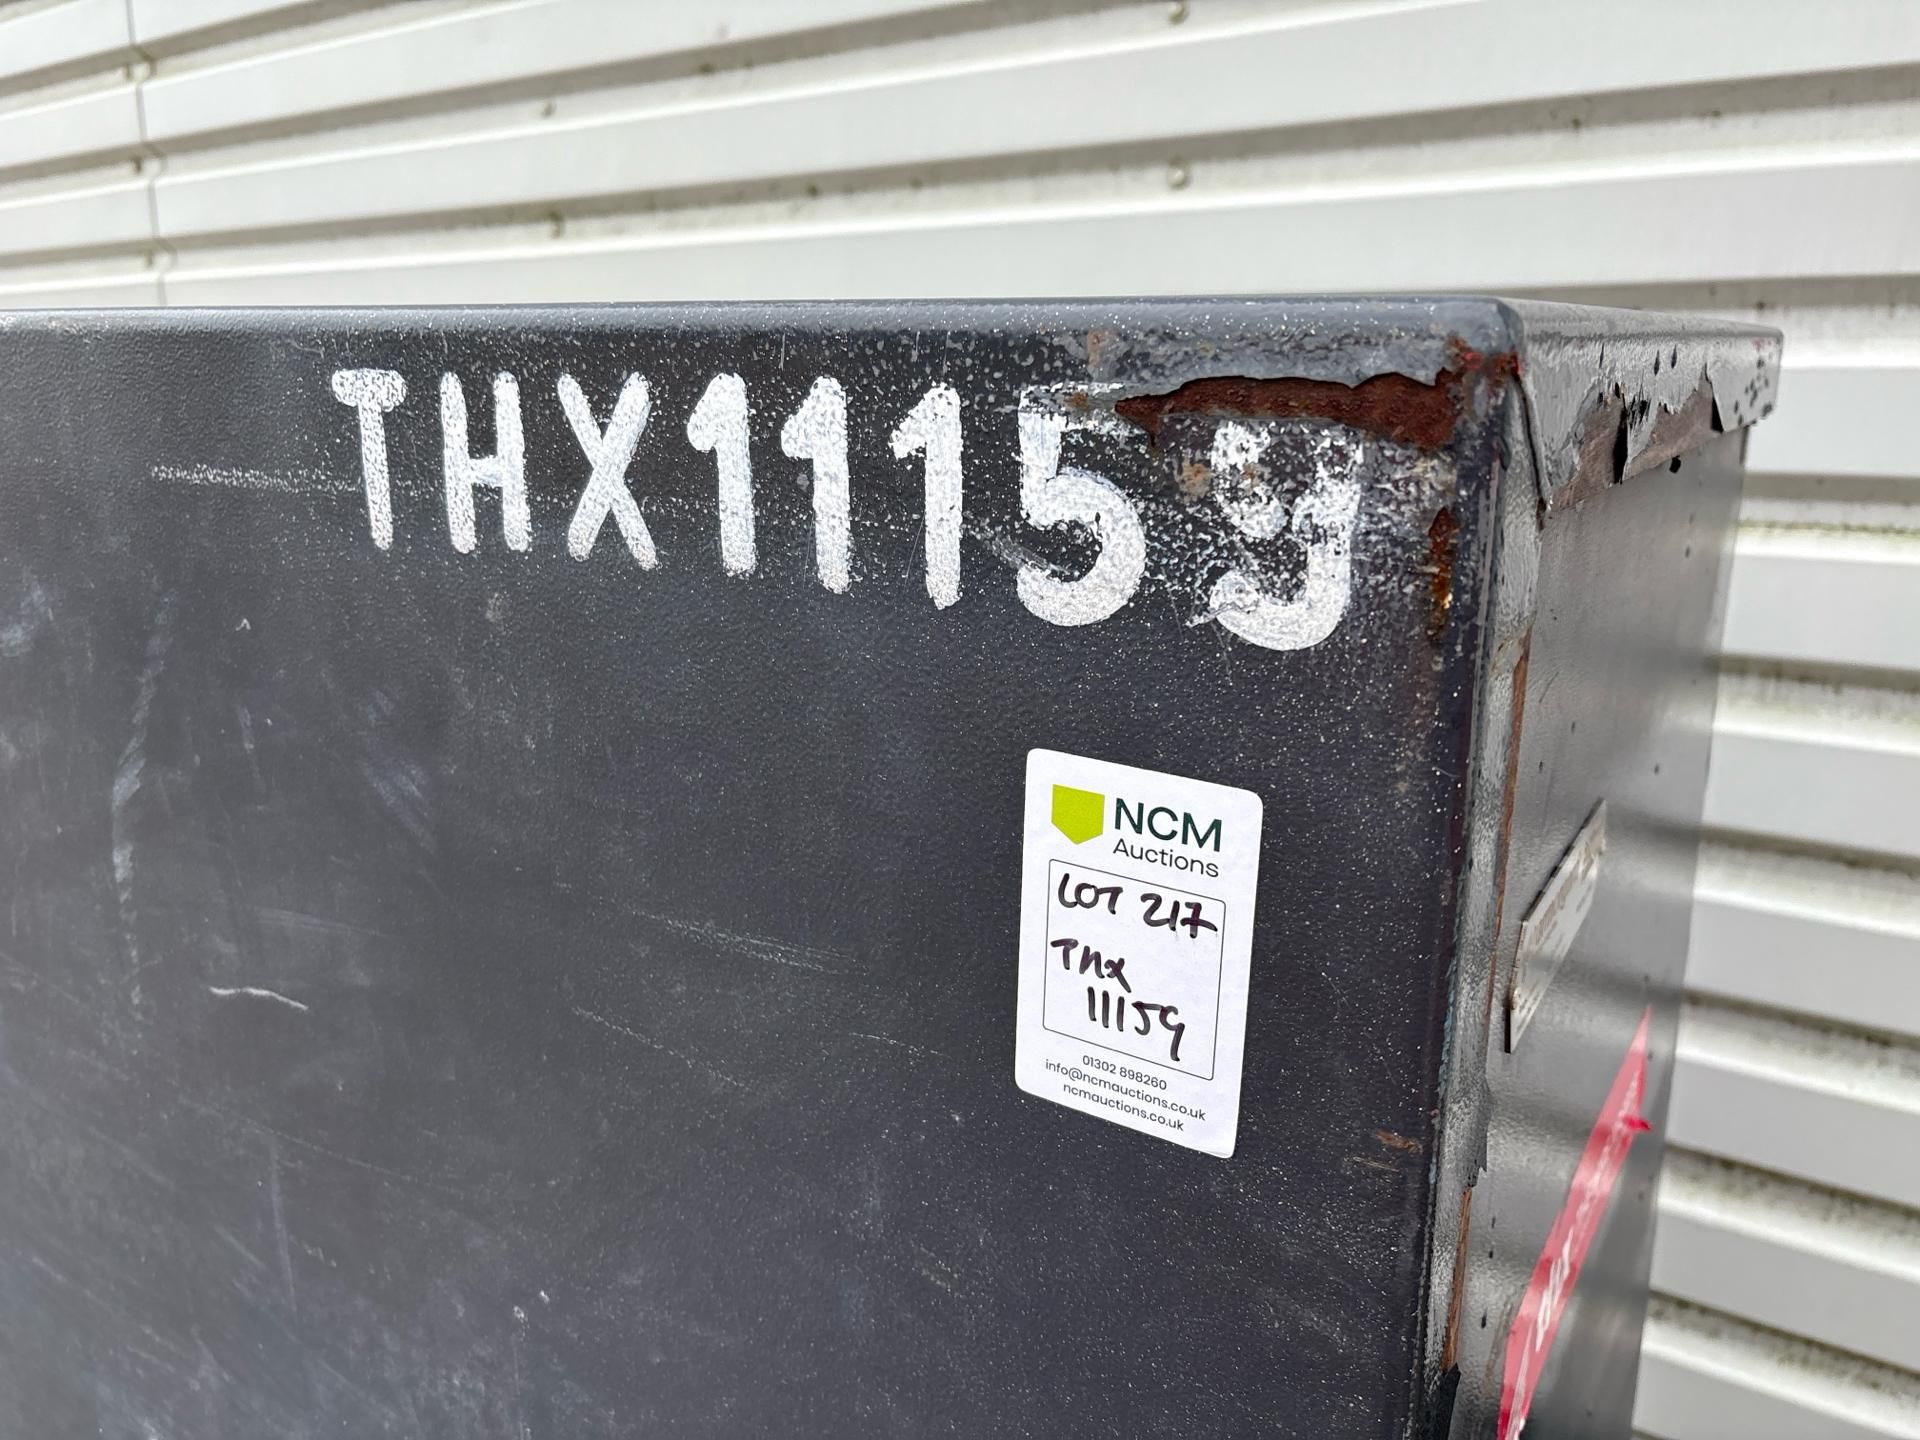 THX11159
NCM
Auctions
LOT 217
THX
11159
01302 898260
info@ncmauctions.co.uk
ncmauctions.co.uk